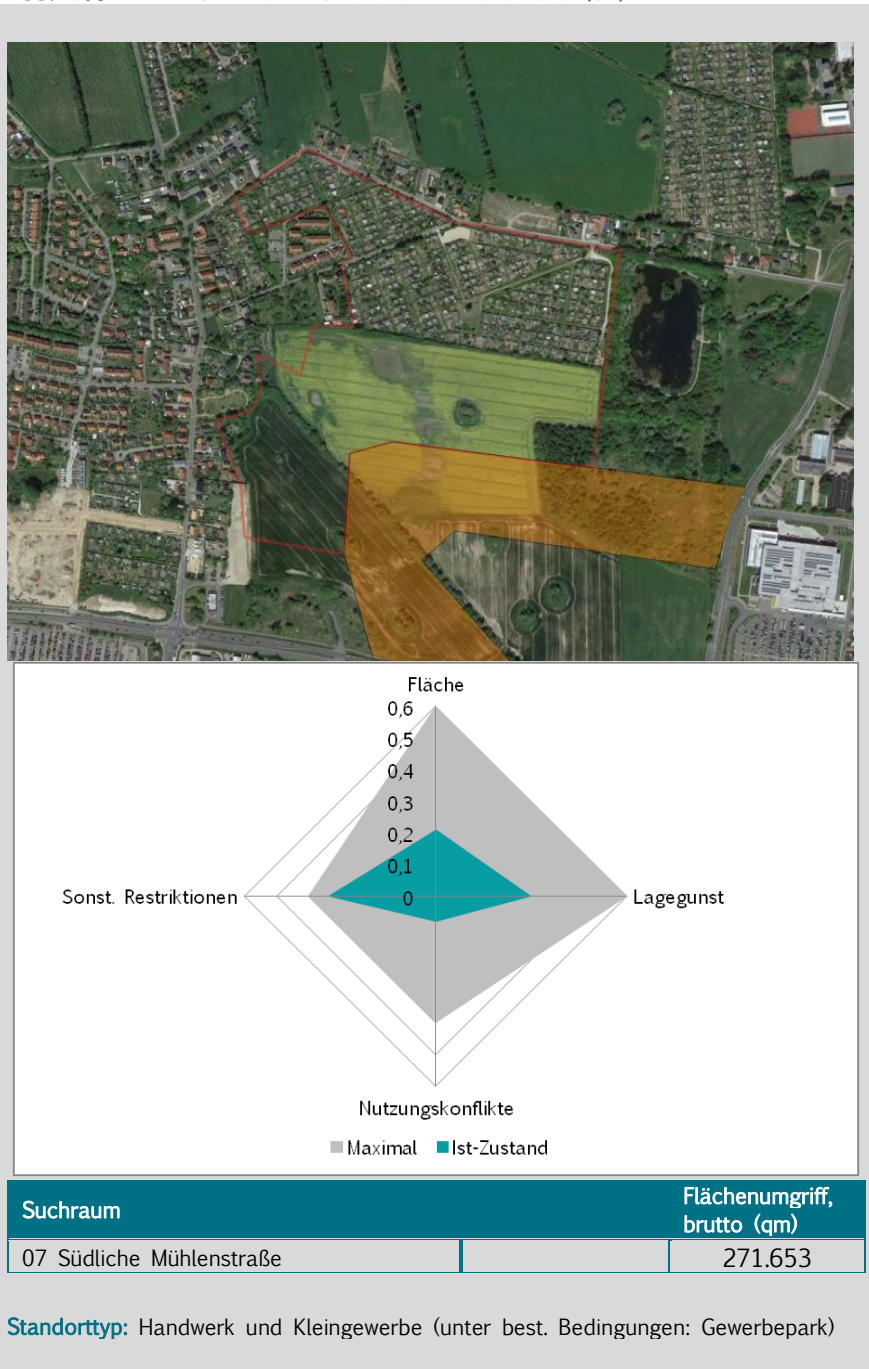 Fläche
0,6
0,5
0,4
0,3
0,2
0,1
0
Sonst. Restriktionen
Lagegunst
Nutzungskonflikte
Maximal Ist-Zustand
Suchraum Flächenumgriff,
brutto (qm)
07 Südliche Mühlenstraße 271.653
Standorttyp: Handwerk und Kleingewerbe (unter best. Bedingungen: Gewerbepark)